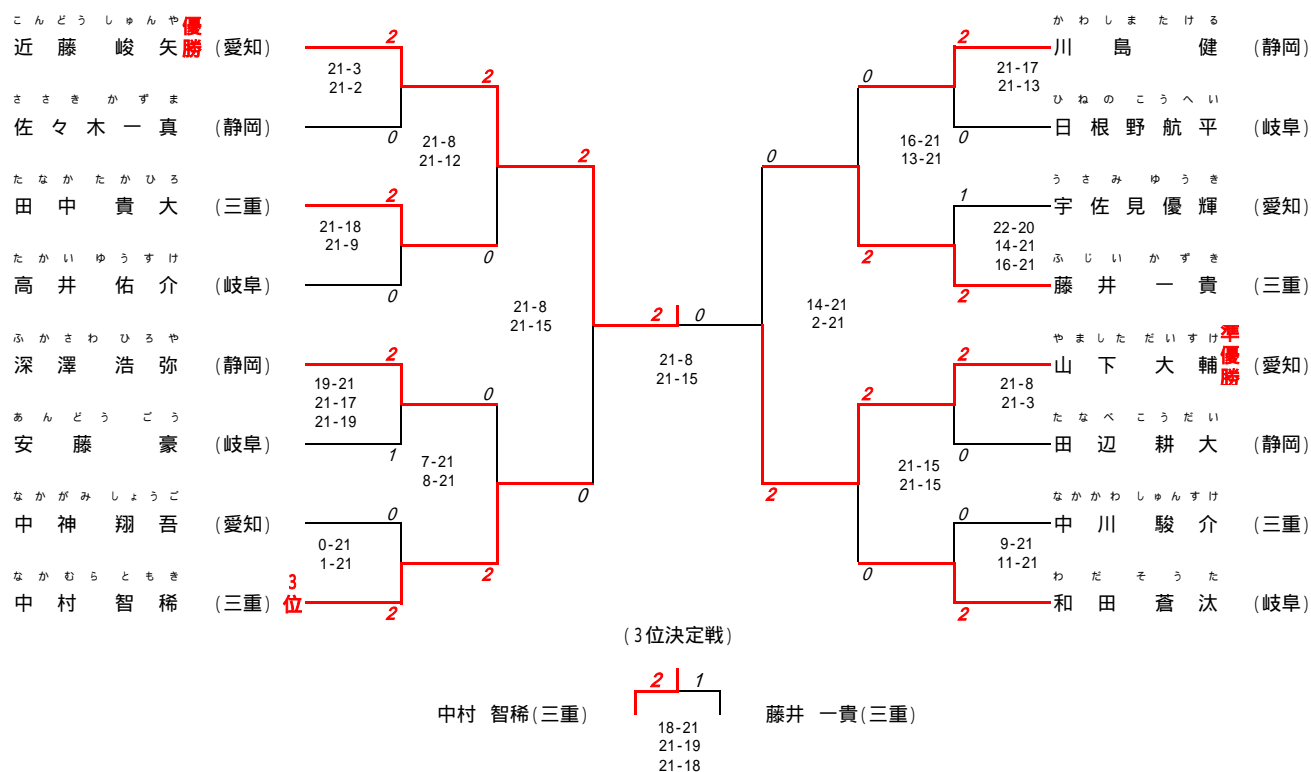 こんどう しゅんや
近藤 峻矢 優勝 (愛知)
2
21-3
21-2
ささき かずま
佐々木一真 (静岡)
0
2
21-8
21-12
たなか たかひろ
田中 貴大 (三重)
2
21-18
21-9
たかい ゆうすけ
高井 佑介 (岐阜)
0
0
2
21-8
21-15
ふかさわ ひろや
深澤 浩弥 (静岡)
2
19-21
21-17
21-19
あんどう ごう
安藤 豪 (岐阜)
1
0
7-21
8-21
なかがみ しょうご
中神 翔吾 (愛知)
0
0-21
1-21
なかむら ともき
中村 智稀 (三重) 3位
2
2
0
2 0
21-8
21-15
かわしま たける
川島 健 (静岡)
2
21-17
21-13
ひねの こうへい
日根野航平 (岐阜)
0
0
16-21
13-21
うさみ ゆうき
宇佐見優輝 (愛知)
1
22-20
14-21
16-21
ふじい かずき
藤井 一貴 (三重)
2
2
0
14-21
2-21
やました だいすけ
山下 大輔 準優勝 (愛知)
2
21-8
21-3
たなべ こうだい
田辺 耕大 (静岡)
0
2
21-15
21-15
なかかわ しゅんすけ
中川 駿介 (三重)
0
9-21
11-21
わだ そうた
和田 蒼汰 (岐阜)
2
0
2
(3位決定戦)
2 1
中村 智稀(三重) 藤井 一貴(三重)
18-21
21-19
21-18